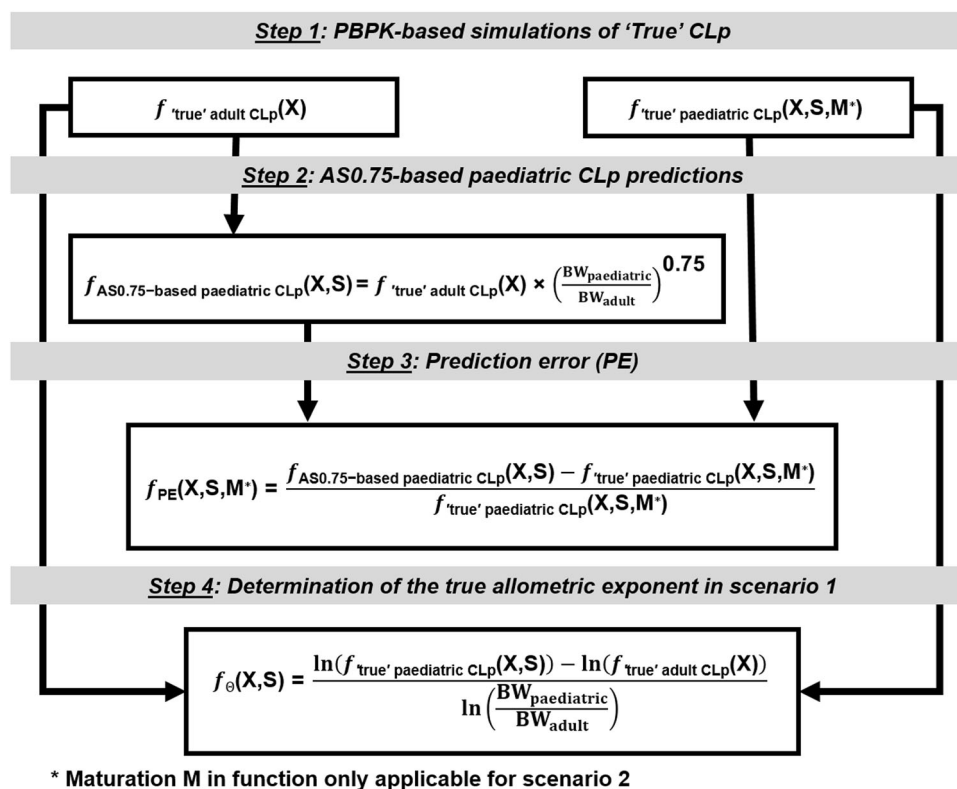 Step 1: PBPK-based simulations of ‘True’ CLp
f ′true′ adult CLp(X)
f ′true′ paediatric CLp(X,S,M*)
Step 2: AS0.75-based paediatric CLp predictions
f AS0.75−based paediatric CLp(X,S) = f ′true′ adult CLp(X) × (BWpaediatric / BWadult)^0.75
Step 3: Prediction error (PE)
f AS0.75−based paediatric CLp(X,S) − f ′true′ paediatric CLp(X,S,M*)
f PE(X,S,M*) =
f ′true′ paediatric CLp(X,S,M*)
Step 4: Determination of the true allometric exponent in scenario 1
ln(f ′true′ paediatric CLp(X,S)) − ln(f ′true′ adult CLp(X))
f Θ(X,S) =
ln (BWpaediatric / BWadult)
* Maturation M in function only applicable for scenario 2